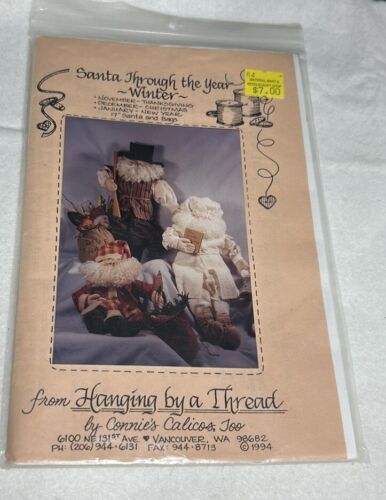 Santa Through the Year
~Winter~
• NOVEMBER - THANKSGIVING
• DECEMBER - CHRISTMAS
• JANUARY - NEW YEAR
17" Santa and Bags
$7.00
from Hanging by a Thread
by Connie's Calicos, Too
6100 NE 131ST AVE. ♥ VANCOUVER, WA 98682
PH: (206) 944-6131 FAX: 944-8713 © 1994